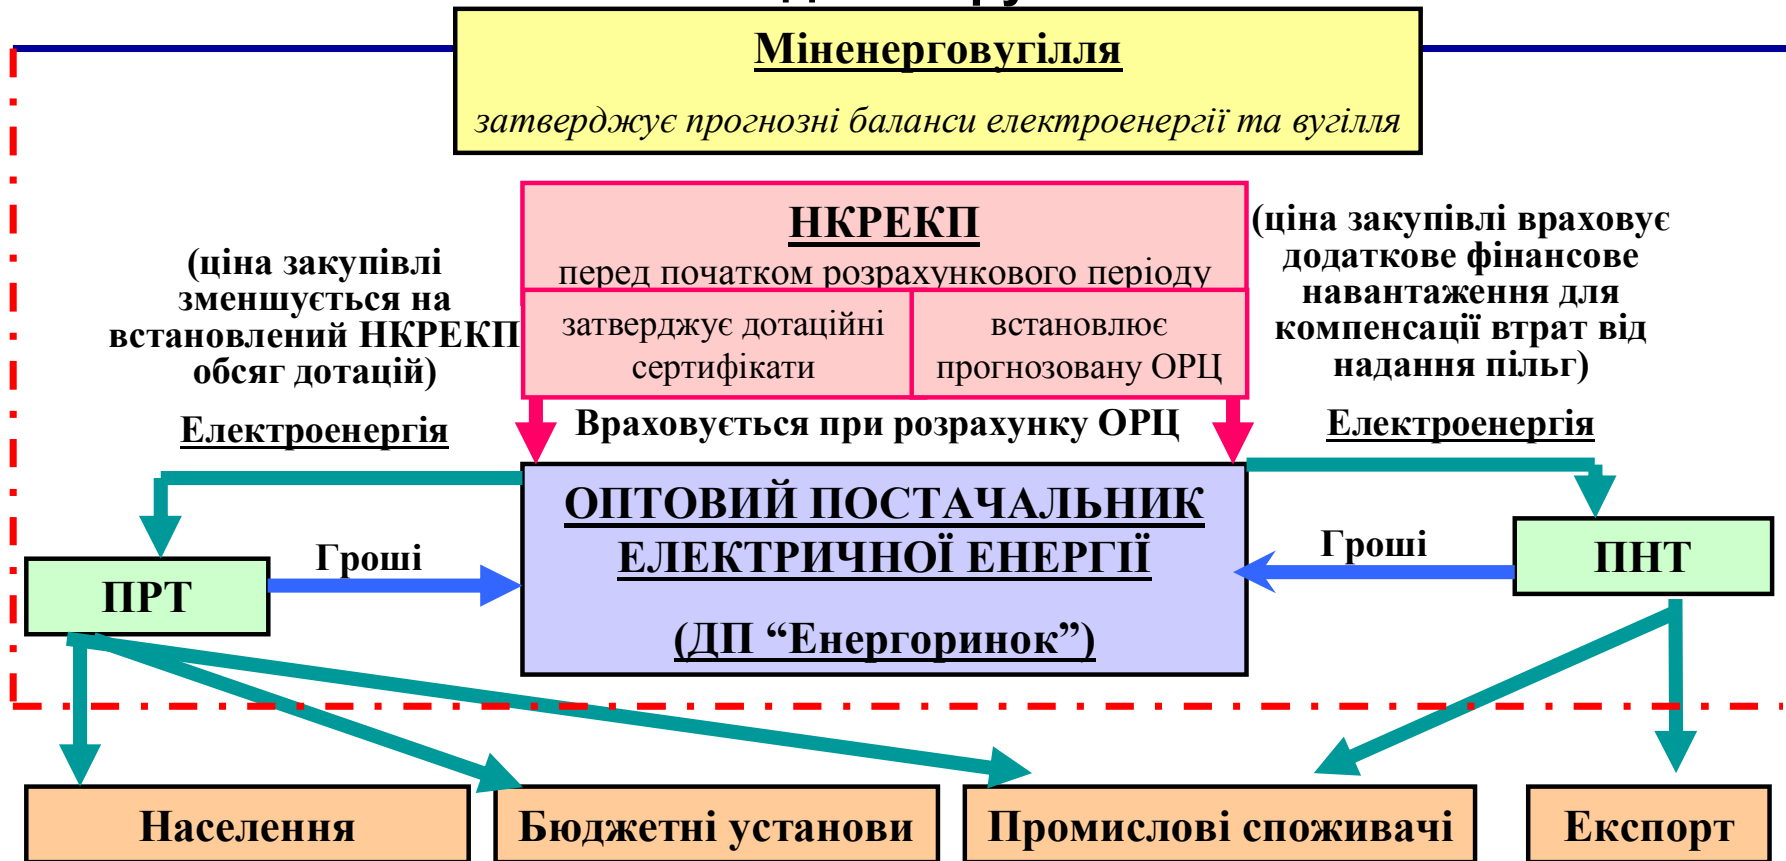 Міненерговугілля
затверджує прогнозні баланси електроенергії та вугілля
НКРЕКП
перед початком розрахункового періоду
затверджує дотаційні
сертифікати
встановлює
прогнозовану ОРЦ
(ціна закупівлі
зменшується на
встановлений НКРЕКП
обсяг дотацій)
(ціна закупівлі враховує
додаткове фінансове
навантаження для
компенсації втрат від
надання пільг)
Електроенергія
Враховується при розрахунку ОРЦ
Електроенергія
ОПТОВИЙ ПОСТАЧАЛЬНИК
ЕЛЕКТРИЧНОЇ ЕНЕРГІЇ
(ДП “Енергоринок”)
ПРТ
Гроші
Гроші
ПНТ
Населення
Бюджетні установи
Промислові споживачі
Експорт